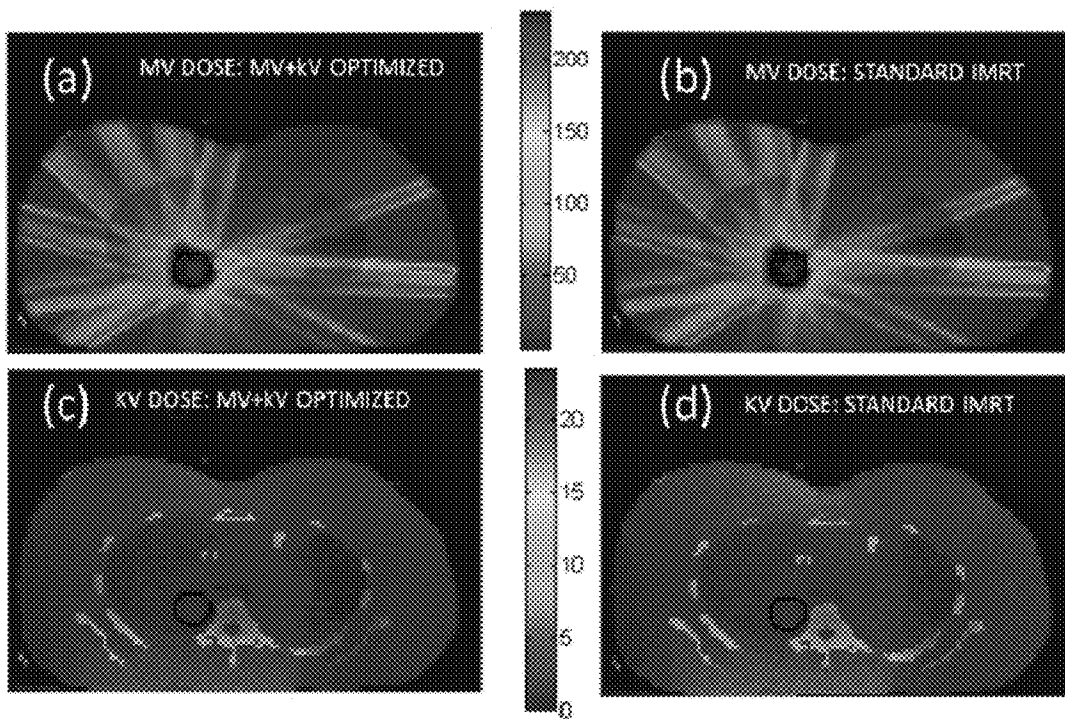 (a) MV DOSE: MV+KV OPTIMIZED
200
150
100
50
(b) MV DOSE: STANDARD IMRT
(c) KV DOSE: MV+KV OPTIMIZED
20
15
10
5
0
(d) KV DOSE: STANDARD IMRT